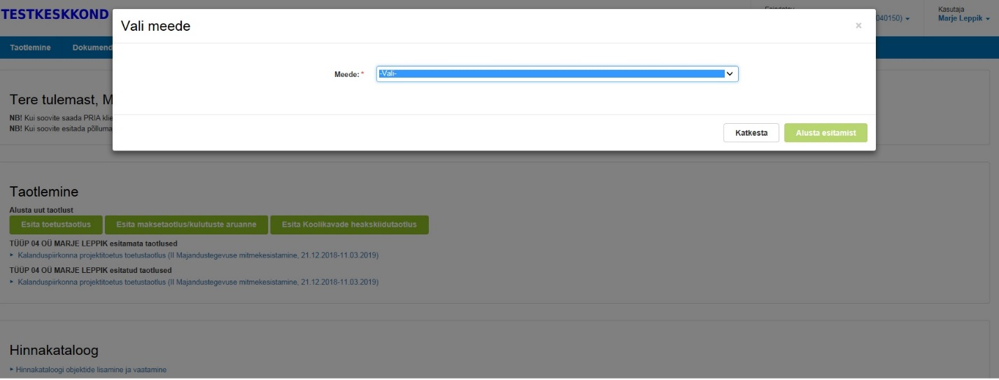 TESTKESKKOND
040150)
Kasutaja
Marje Leppik
Taotlemine
Vali meede
×
Meede: *
-Vali-
Katkesta
Alusta esitamist
Tere tulemast, M
NB! Kui soovite saada PRIA klie
NB! Kui soovite esitada põlluma
Taotlemine
Alusta uut taotlust
Esita toetustaotlus
Esita maksetaotlus/kulutuste aruanne
Esita Koolikavade heakskiidutaotlus
TÜÜP 04 OÜ MARJE LEPPIK esitamata taotlused
Kalanduspiirkonna projektitoetus toetustaotlus (II Majandustegevuse mitmekesistamine, 21.12.2018-11.03.2019)
TÜÜP 04 OÜ MARJE LEPPIK esitatud taotlused
Kalanduspiirkonna projektitoetus toetustaotlus (II Majandustegevuse mitmekesistamine, 21.12.2018-11.03.2019)
Hinnakataloog
Hinnakataloogi objektide lisamine ja vaatamine